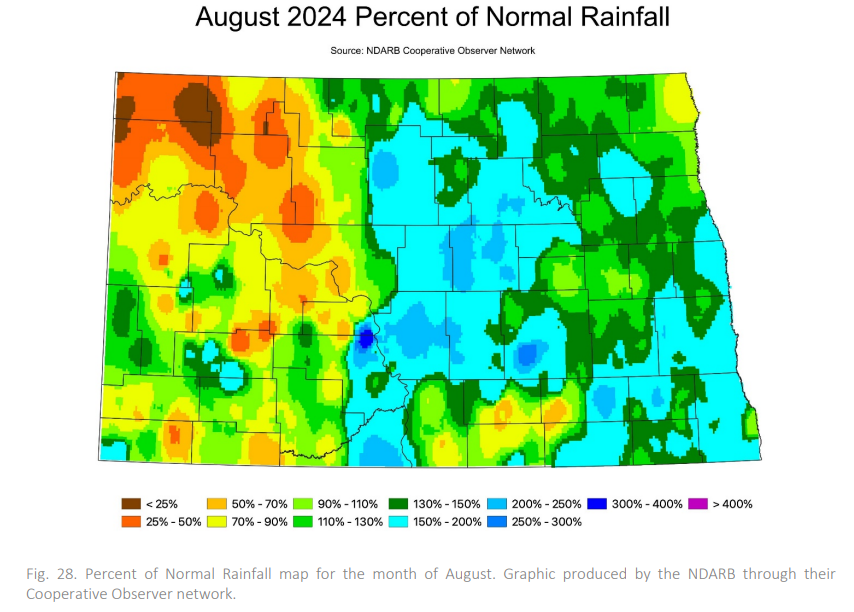 August 2024 Percent of Normal Rainfall
Source: NDARB Cooperative Observer Network
< 25% 50% - 70% 90% - 110% 130% - 150% 200% - 250% 300% - 400% > 400%
25% - 50% 70% - 90% 110% - 130% 150% - 200% 250% - 300%
Fig. 28. Percent of Normal Rainfall map for the month of August. Graphic produced by the NDARB through their
Cooperative Observer network.